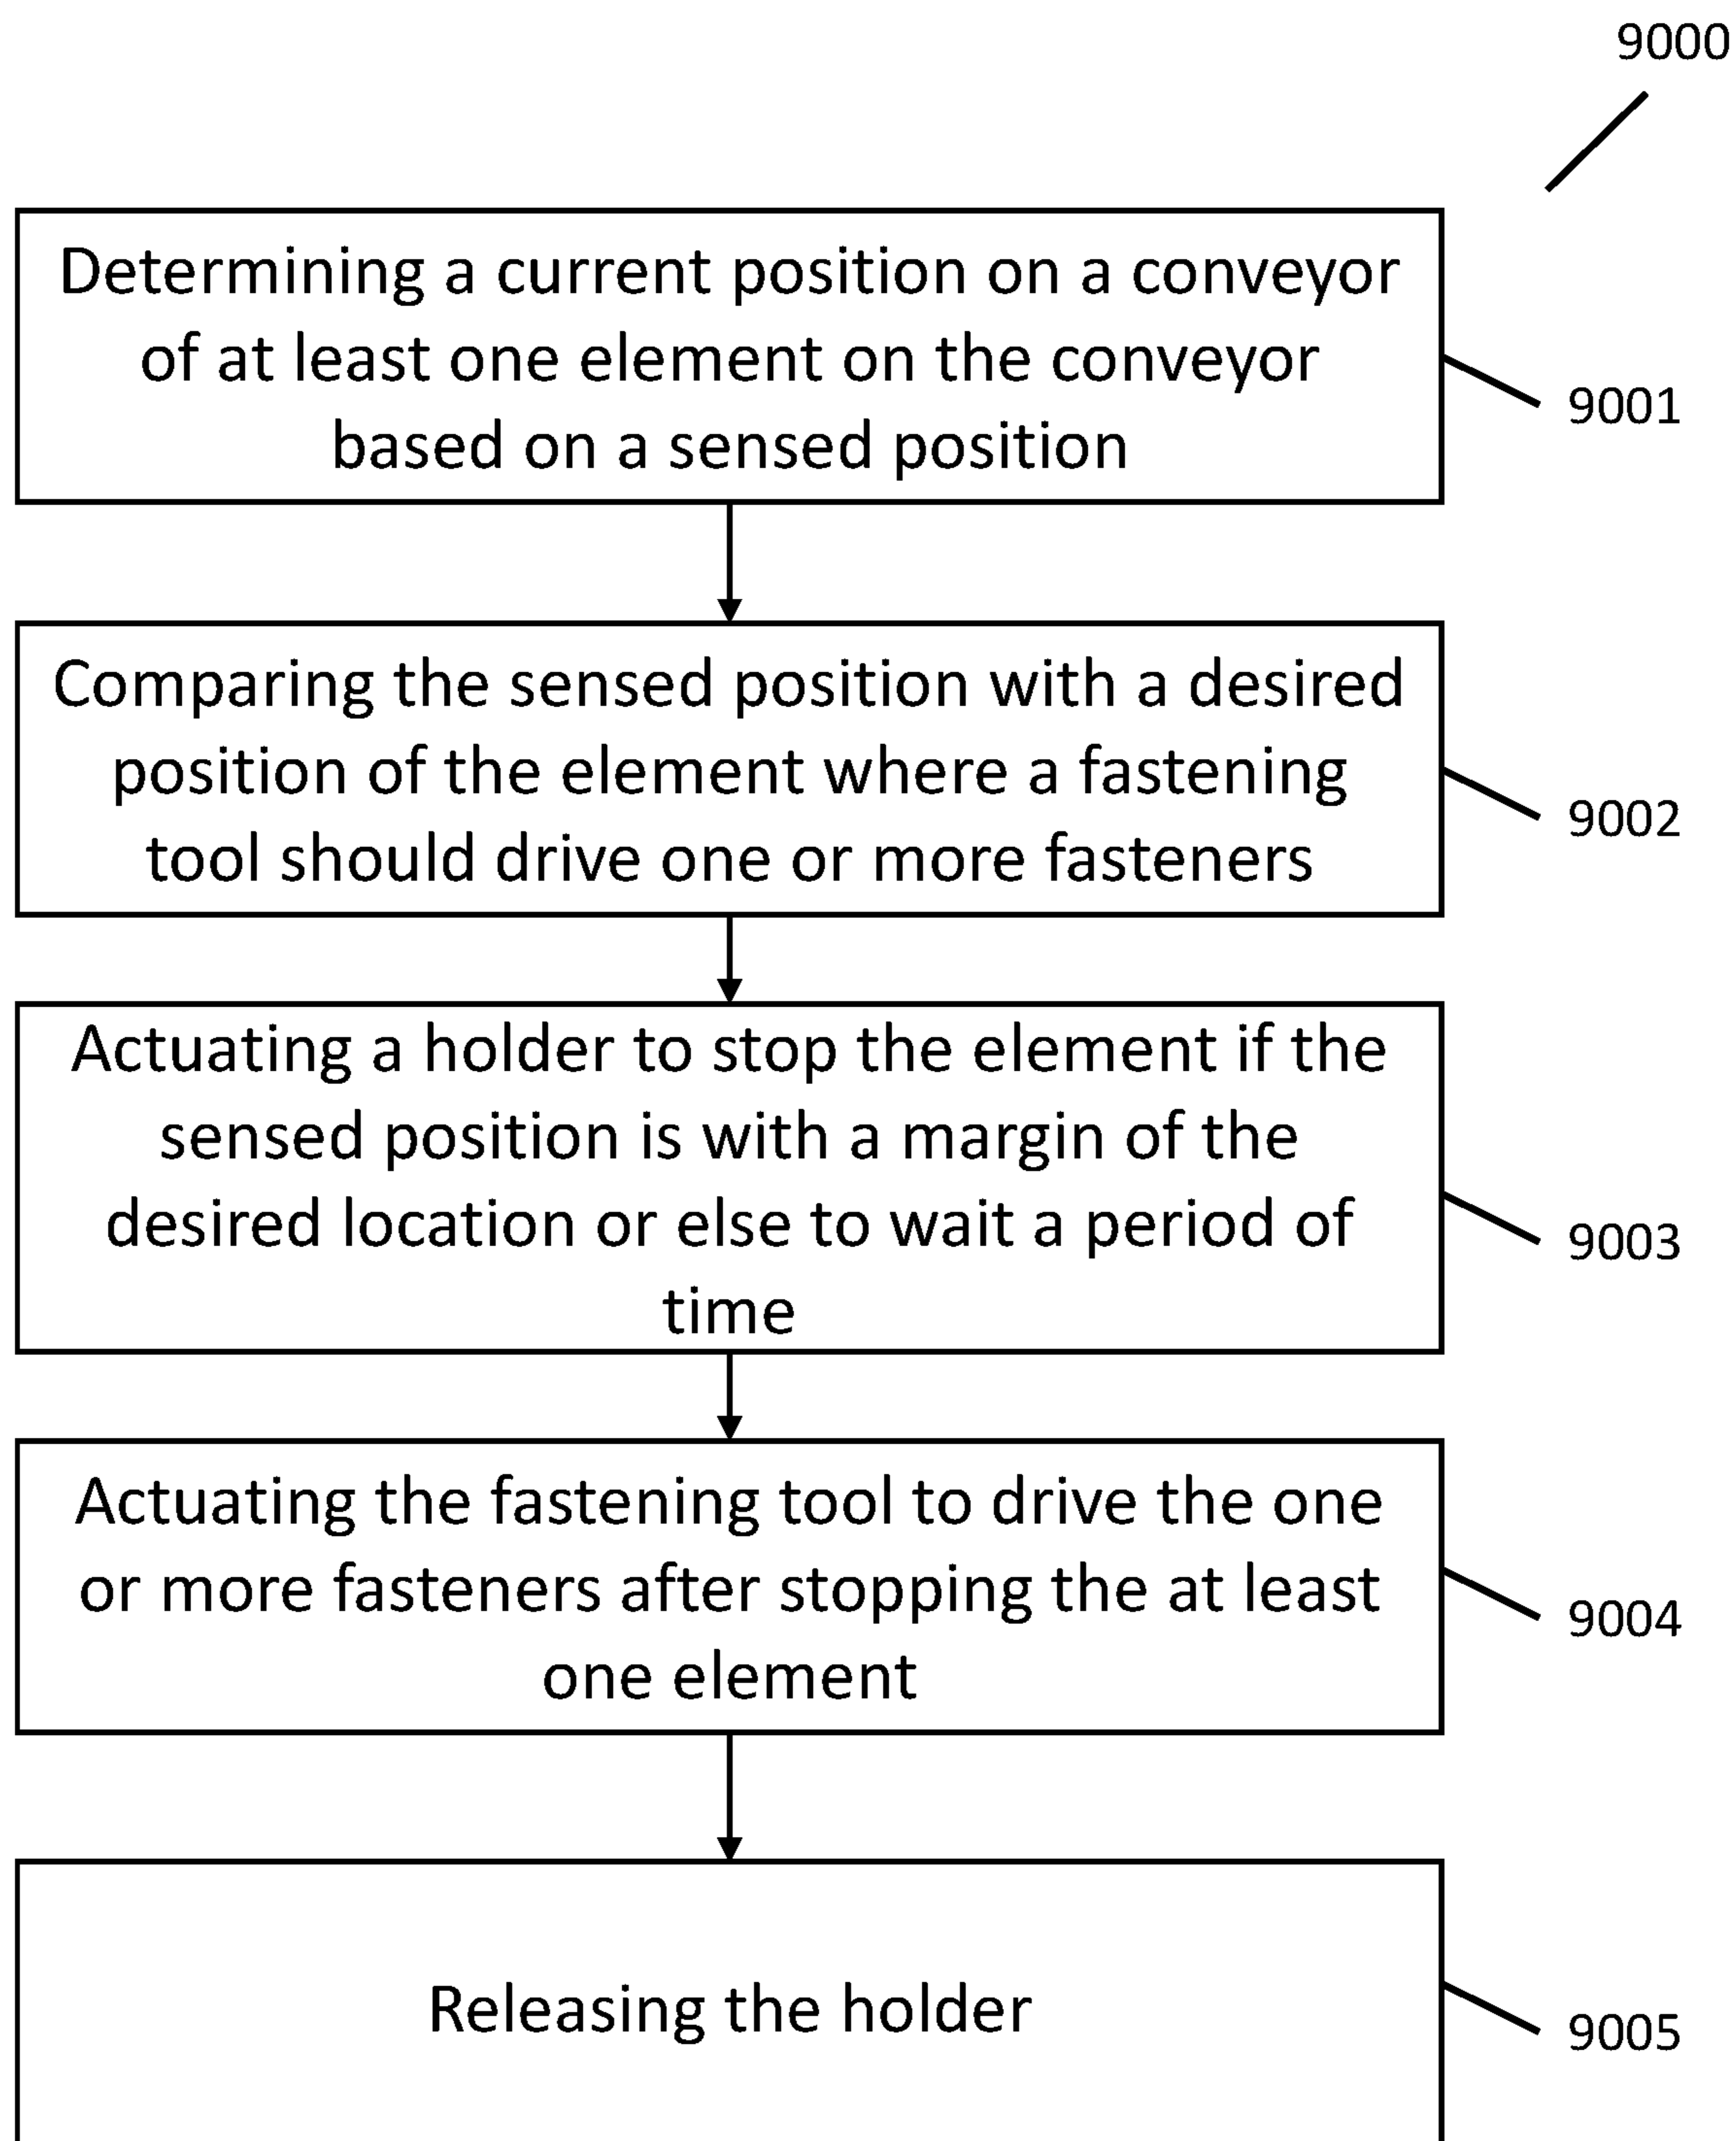 9000
Determining a current position on a conveyor
of at least one element on the conveyor
based on a sensed position
9001
Comparing the sensed position with a desired
position of the element where a fastening
tool should drive one or more fasteners
9002
Actuating a holder to stop the element if the
sensed position is with a margin of the
desired location or else to wait a period of
time
9003
Actuating the fastening tool to drive the one
or more fasteners after stopping the at least
one element
9004
Releasing the holder
9005